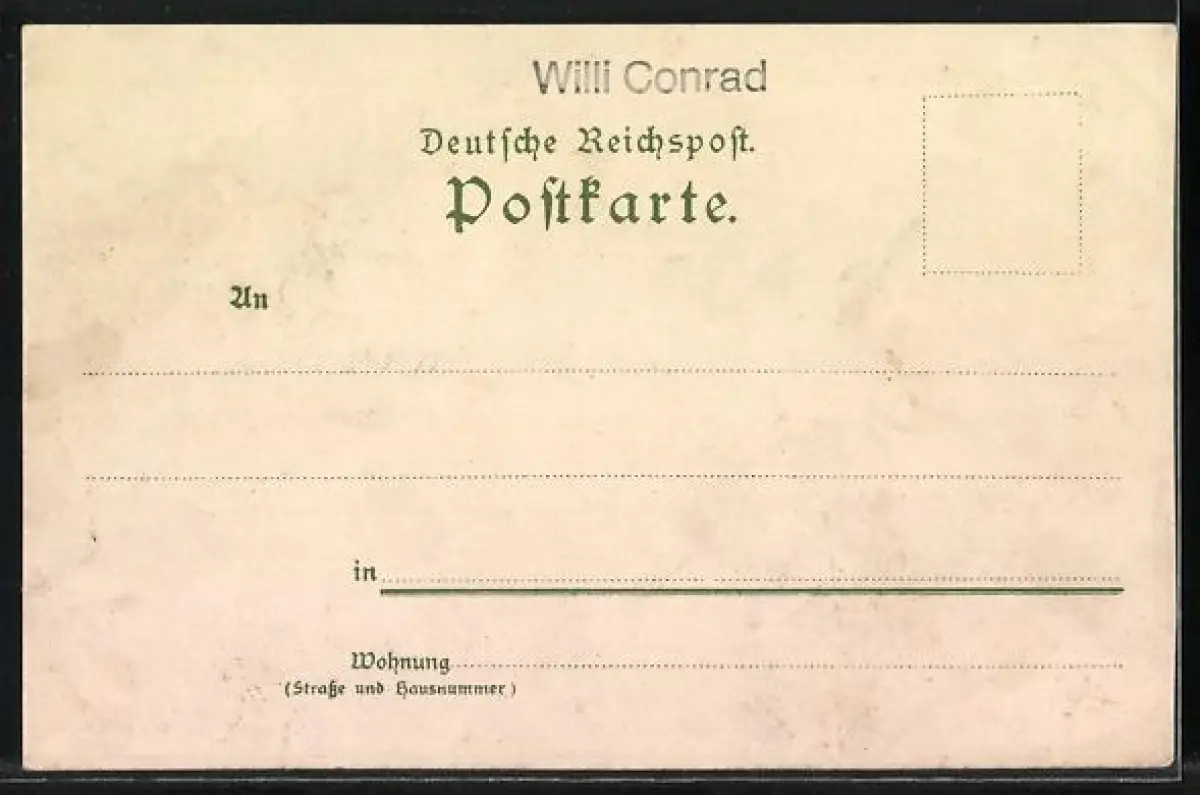 Willi Conrad
Deutsche Reichspost.
Postkarte.
An
in
Wohnung
(Straße und Hausnummer)